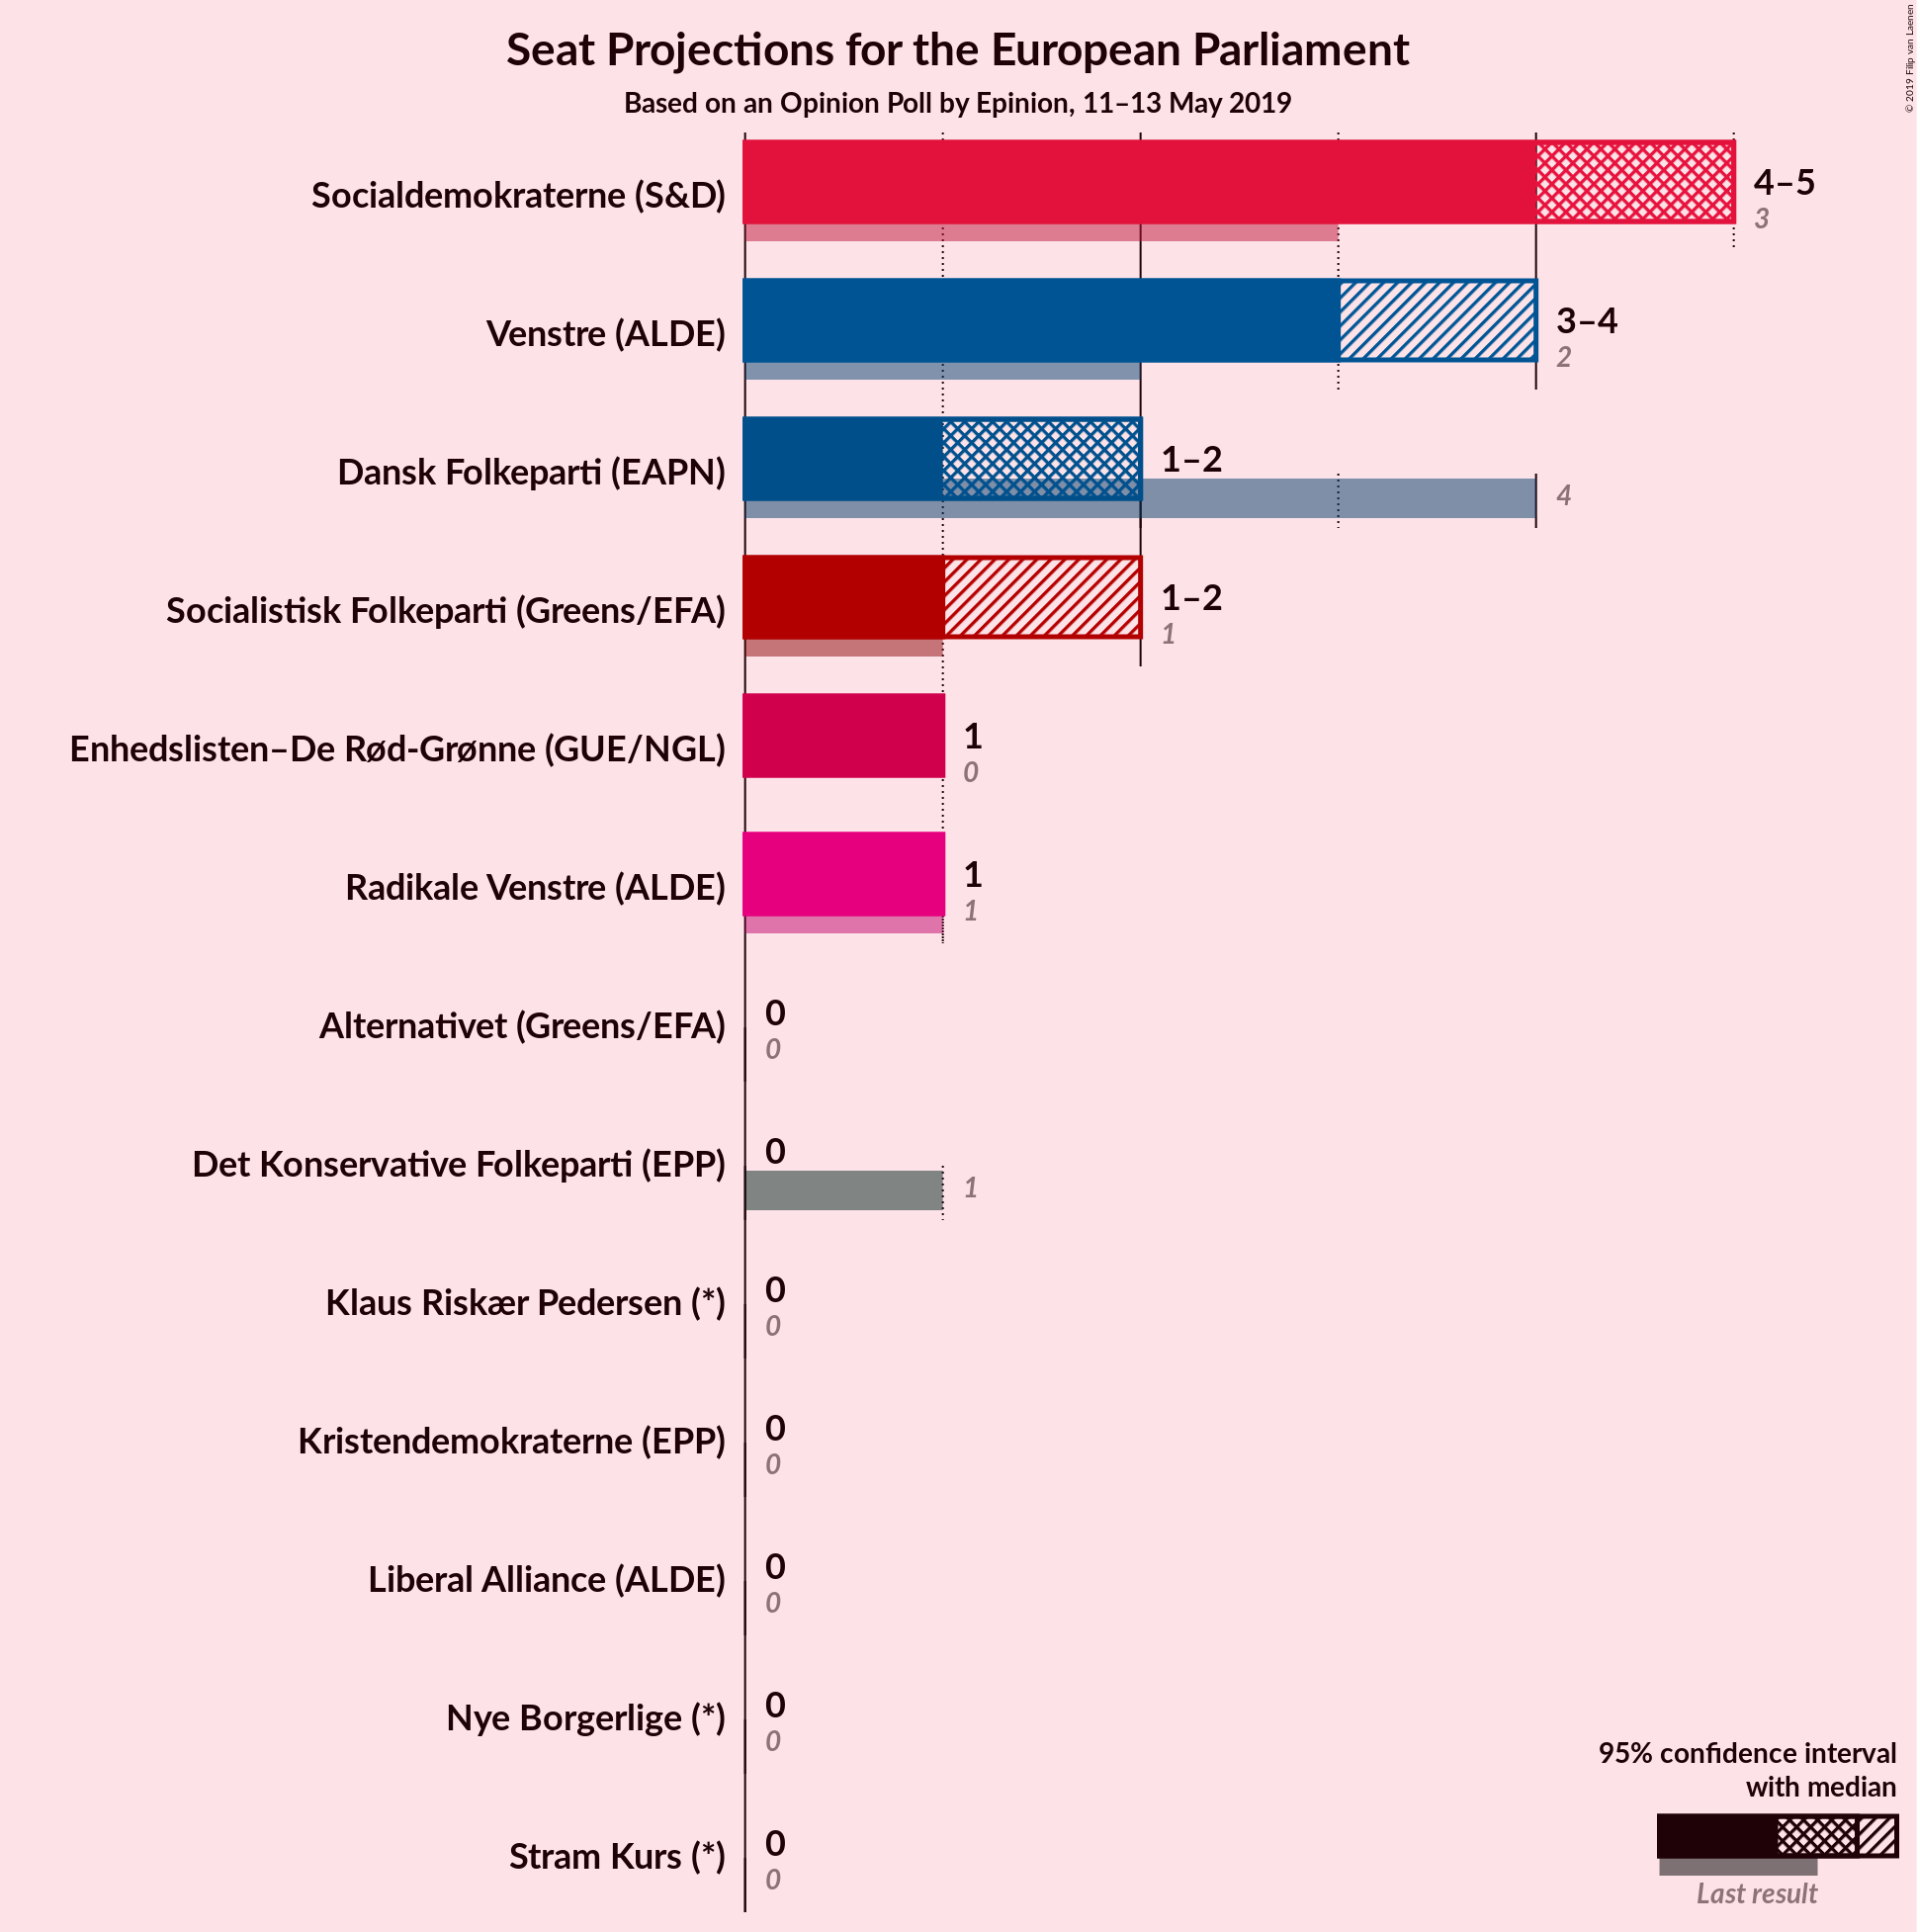 Seat Projections for the European Parliament
Based on an Opinion Poll by Epinion, 11–13 May 2019
© 2019 Filip van Laenen
Socialdemokraterne (S&D)
4–5
3
Venstre (ALDE)
3–4
2
Dansk Folkeparti (EAPN)
1–2
4
Socialistisk Folkeparti (Greens/EFA)
1–2
1
Enhedslisten–De Rød-Grønne (GUE/NGL)
1
0
Radikale Venstre (ALDE)
1
1
Alternativet (Greens/EFA)
0
0
Det Konservative Folkeparti (EPP)
0
1
Klaus Riskær Pedersen (*)
0
0
Kristendemokraterne (EPP)
0
0
Liberal Alliance (ALDE)
0
0
Nye Borgerlige (*)
0
0
Stram Kurs (*)
0
0
95% confidence interval
with median
Last result